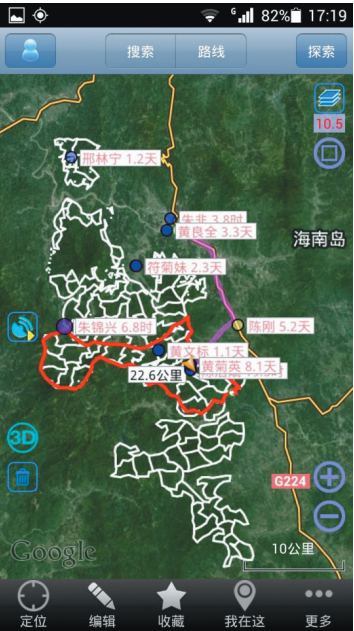 G 82% 17:19
搜索 路线 探索
10.5
邢林宁 1.2天
朱非 3.8时
黄良全 3.3天
海南岛
符菊妹 2.3天
朱锦兴 6.8时
陈刚 5.2天
黄文标 1.1天
黄菊英 8.1天
22.6公里
3D
G224
Google
10公里
定位 编辑 收藏 我在这 更多